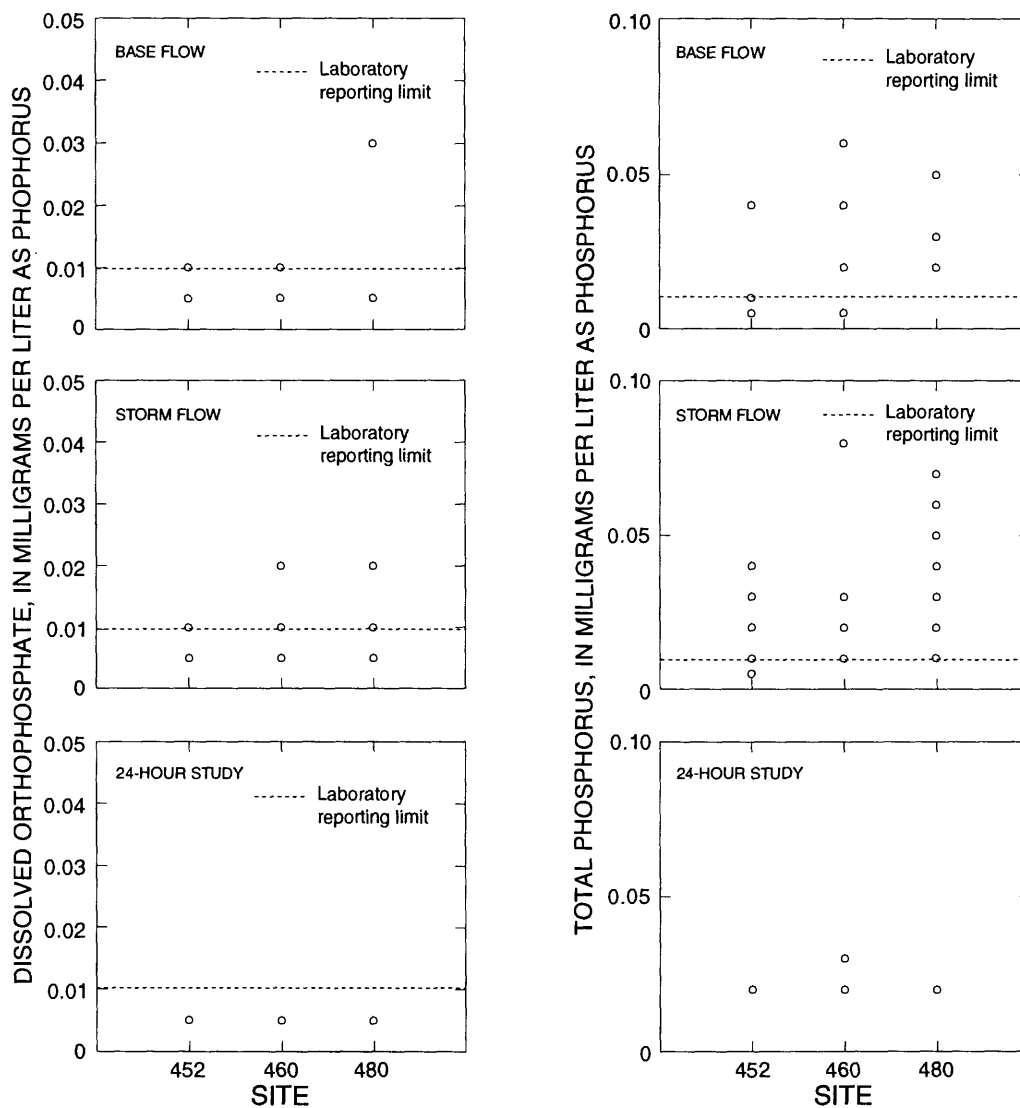 DISSOLVED ORTHOPHOSPHATE, IN MILLIGRAMS PER LITER AS PHOPHORUS
0.05
0.04
0.03
0.02
0.01
0
BASE FLOW
Laboratory
reporting limit
0.05
0.04
0.03
0.02
0.01
0
STORM FLOW
Laboratory
reporting limit
0.05
0.04
0.03
0.02
0.01
0
24-HOUR STUDY
Laboratory
reporting limit
452 460 480
SITE
TOTAL PHOSPHORUS, IN MILLIGRAMS PER LITER AS PHOSPHORUS
0.10
0.05
0
BASE FLOW
Laboratory
reporting limit
0.10
0.05
0
STORM FLOW
Laboratory
reporting limit
0.10
0.05
0
24-HOUR STUDY
452 460 480
SITE